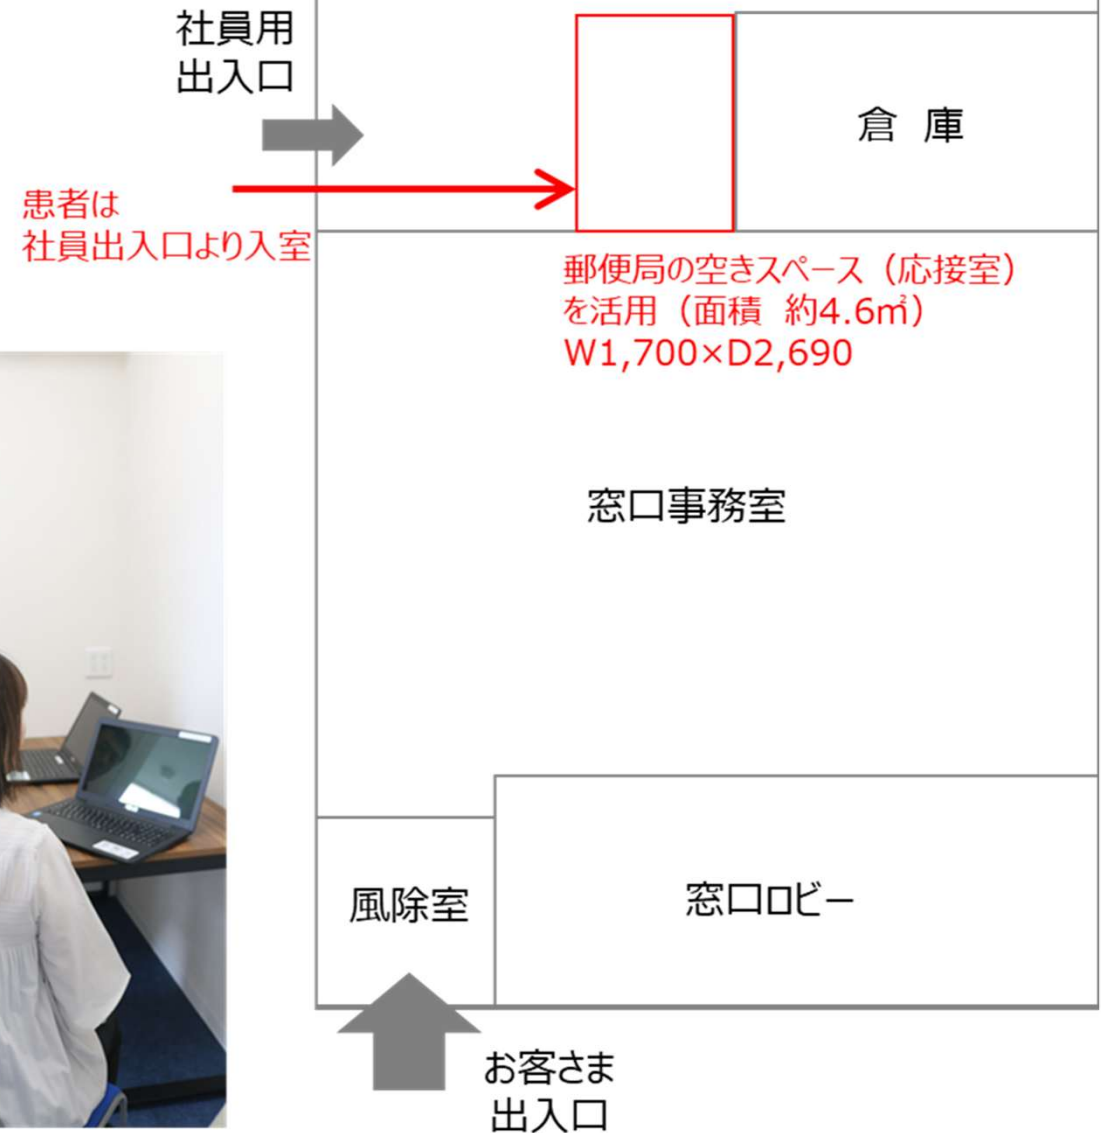 社員用
出入口
倉 庫
患者は
社員出入口より入室
郵便局の空きスペース（応接室）
を活用（面積 約4.6㎡）
W1,700×D2,690
窓口事務室
風除室
窓口ロビー
お客さま
出入口